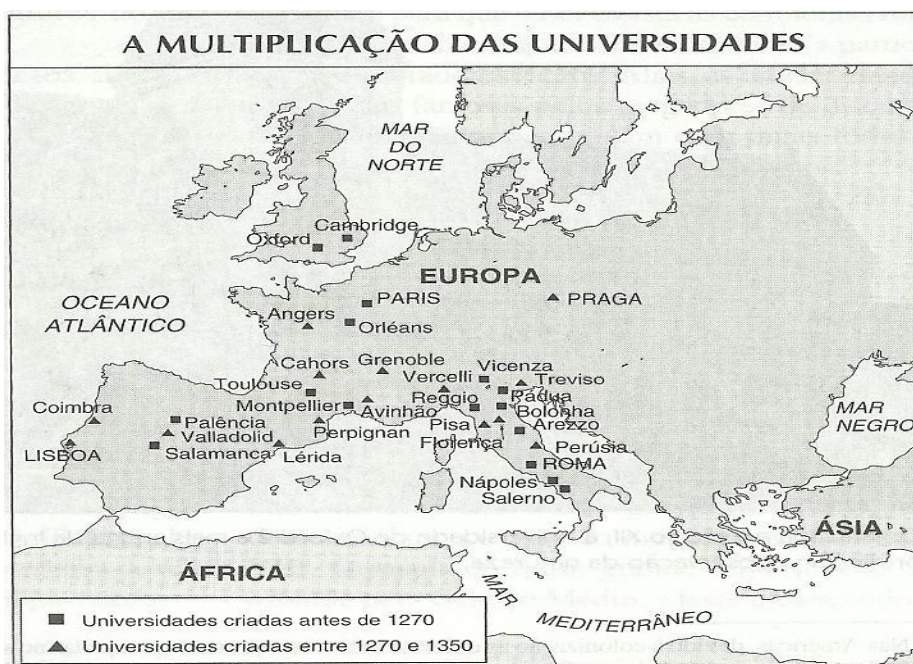 A MULTIPLICAÇÃO DAS UNIVERSIDADES
MAR
DO
NORTE
Cambridge
Oxford
EUROPA
OCEANO
ATLÂNTICO
PARIS
PRAGA
Angers
Orléans
Cahors
Grenoble
Vicenza
Vercelli
Treviso
Toulouse
Reggio
Pádua
Montpellier
Avinhão
Bolonha
Coimbra
Palência
Perpignan
Pisa
Arezzo
MAR
NEGRO
Valladolid
Florença
Perúsia
LISBOA
Salamanca
Lérida
ROMA
Nápoles
Salerno
ÁSIA
ÁFRICA
MAR
MEDITERRÂNEO
Universidades criadas antes de 1270
Universidades criadas entre 1270 e 1350